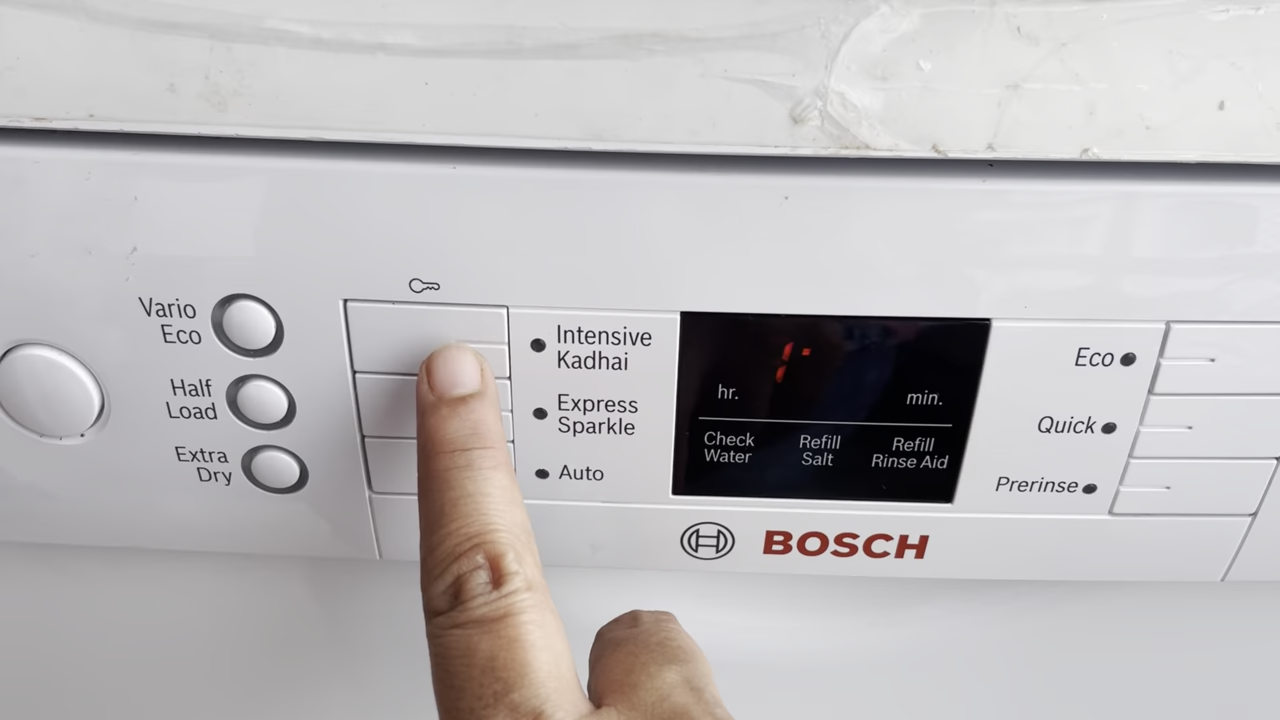 Vario
Eco
Half
Load
Extra
Dry
Intensive
Kadhai
Express
Sparkle
Auto
hr.
min.
Check
Water
Refill
Salt
Refill
Rinse Aid
Eco
Quick
Prerinse
BOSCH